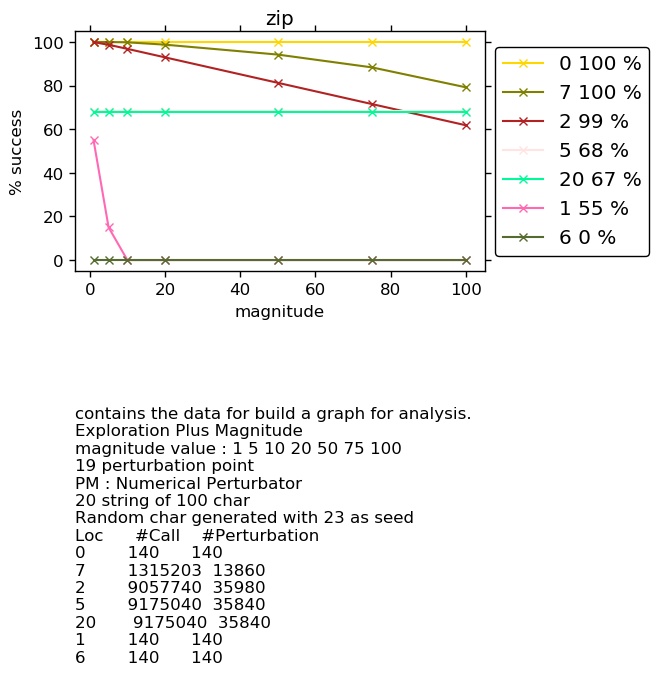 zip
100
80
60
40
20
0
% success
0 20 40 60 80 100
magnitude
0 100 %
7 100 %
2 99 %
5 68 %
20 67 %
1 55 %
6 0 %
contains the data for build a graph for analysis.
Exploration Plus Magnitude
magnitude value : 1 5 10 20 50 75 100
19 perturbation point
PM : Numerical Perturbator
20 string of 100 char
Random char generated with 23 as seed
Loc #Call #Perturbation
0 140 140
7 1315203 13860
2 9057740 35980
5 9175040 35840
20 9175040 35840
1 140 140
6 140 140